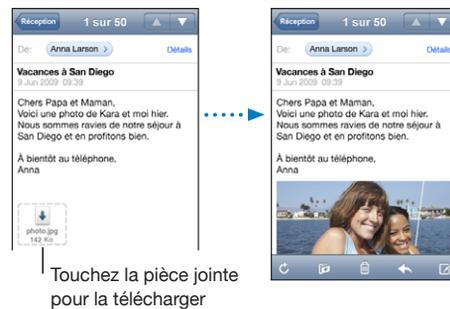 Réception
1 sur 50
De: Anna Larson
Détails
Vacances à San Diego
9 Jun 2009 09:39
Chers Papa et Maman,
Voici une photo de Kara et moi hier.
Nous sommes ravies de notre séjour à
San Diego et en profitons bien.
À bientôt au téléphone,
Anna
photo.jpg
142 Ko
Touchez la pièce jointe
pour la télécharger
Réception
1 sur 50
De: Anna Larson
Détails
Vacances à San Diego
9 Jun 2009 09:39
Chers Papa et Maman,
Voici une photo de Kara et moi hier.
Nous sommes ravies de notre séjour à
San Diego et en profitons bien.
À bientôt au téléphone,
Anna